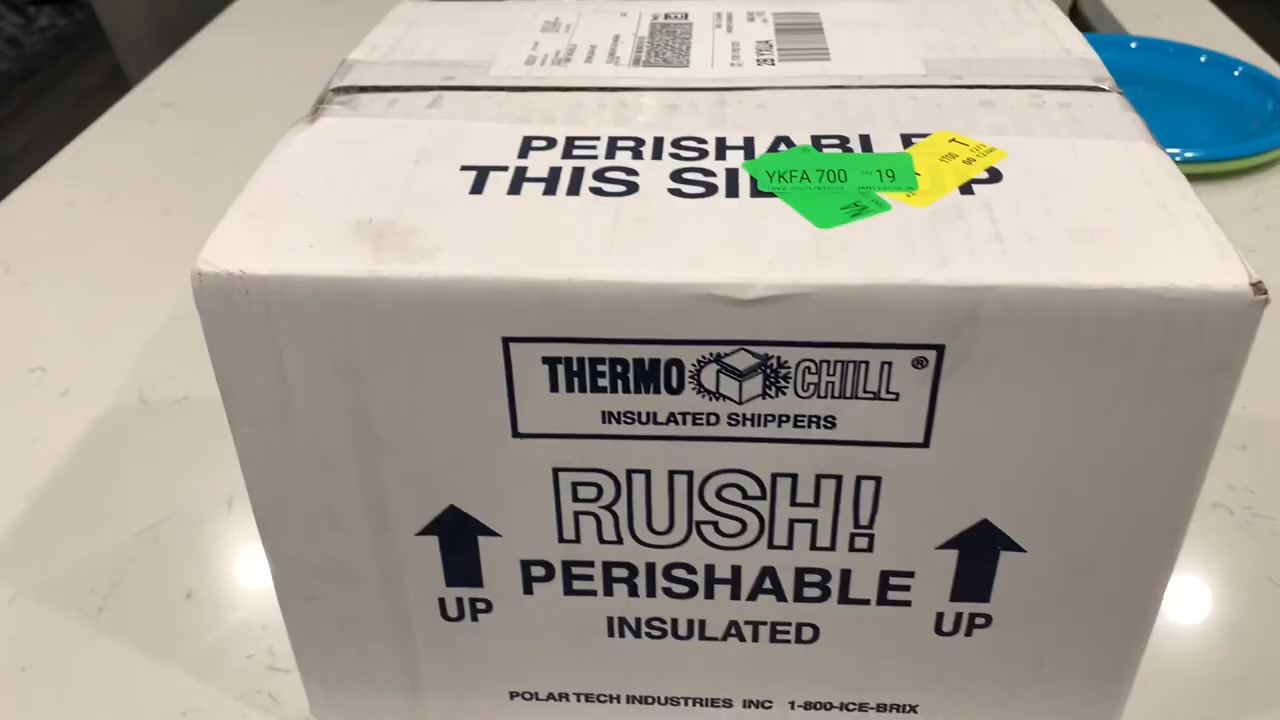 PERISHABLE
THIS SI
P
YKFA 700
19
T
1700
THERMO CHILL ®
INSULATED SHIPPERS
RUSH!
PERISHABLE
INSULATED
UP
UP
POLAR TECH INDUSTRIES INC 1-800-ICE-BRIX